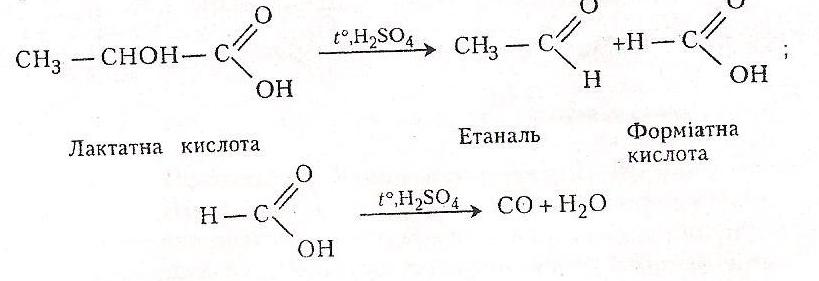 CH₃ — CHOH — C
O
OH
t°,H₂SO₄
CH₃ — C
O
H
+H — C
O
OH
;
Лактатна кислота
Етаналь
Форміатна
кислота
H — C
O
OH
t°,H₂SO₄
CO + H₂O